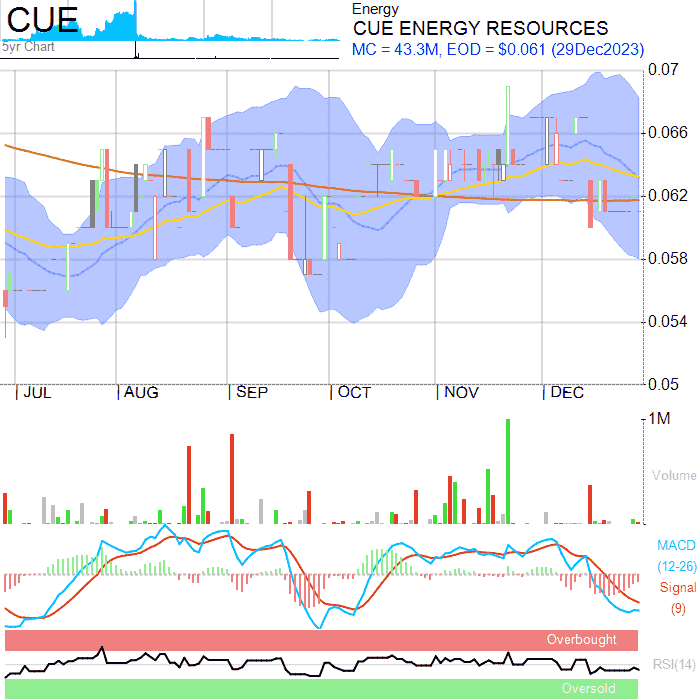 CUE
5yr Chart
Energy
CUE ENERGY RESOURCES
MC = 43.3M, EOD = $0.061 (29Dec2023)
0.07
0.066
0.062
0.058
0.054
0.05
JUL AUG SEP OCT NOV DEC
1M
Volume
MACD
(12-26)
Signal
(9)
Overbought
RSI(14)
Oversold